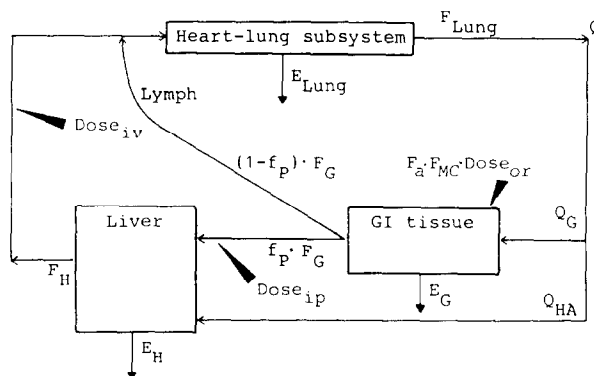 Heart-lung subsystem
F_Lung
E_Lung
Lymph
Dose_iv
(1-f_P)·F_G
F_a·F_MC·Dose_or
Liver
GI tissue
Q_G
f_P·F_G
F_H
Dose_ip
E_G
Q_HA
E_H